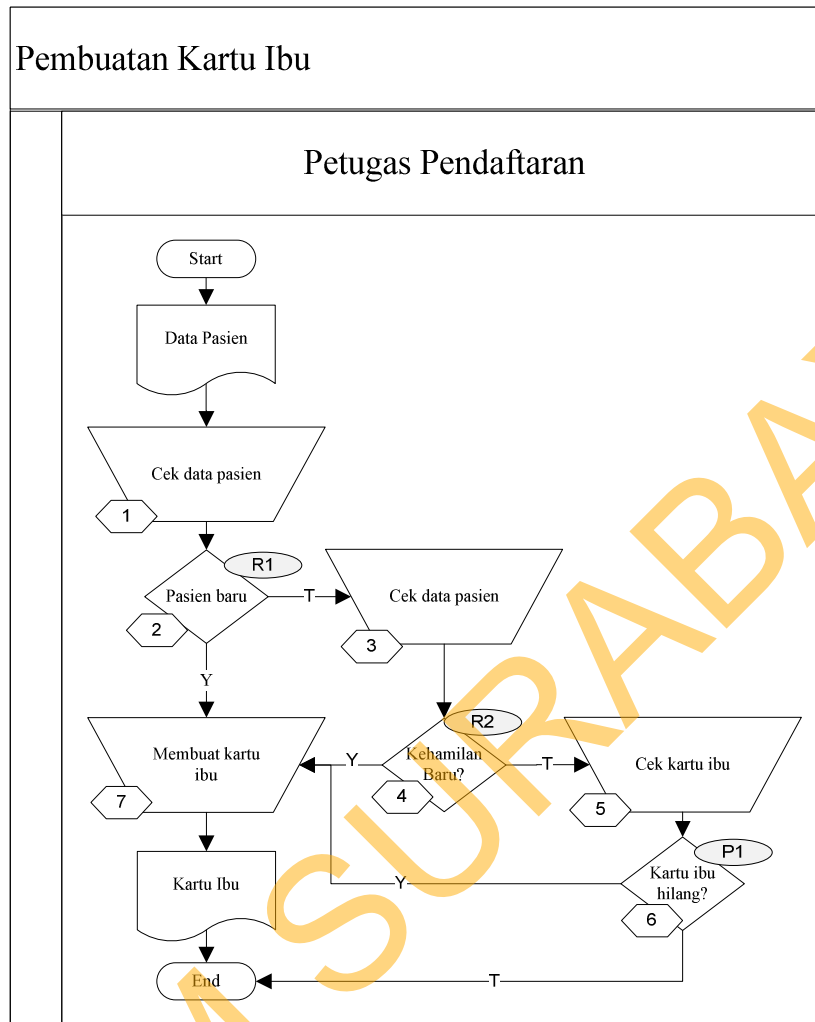 Pembuatan Kartu Ibu
Petugas Pendaftaran
Start
Data Pasien
Cek data pasien
1
R1
Pasien baru
2
T
Cek data pasien
3
Y
R2
Kehamilan
Baru?
4
Y
T
Cek kartu ibu
5
Membuat kartu
ibu
7
P1
Kartu ibu
hilang?
6
Y
Kartu Ibu
T
End
M SURABA